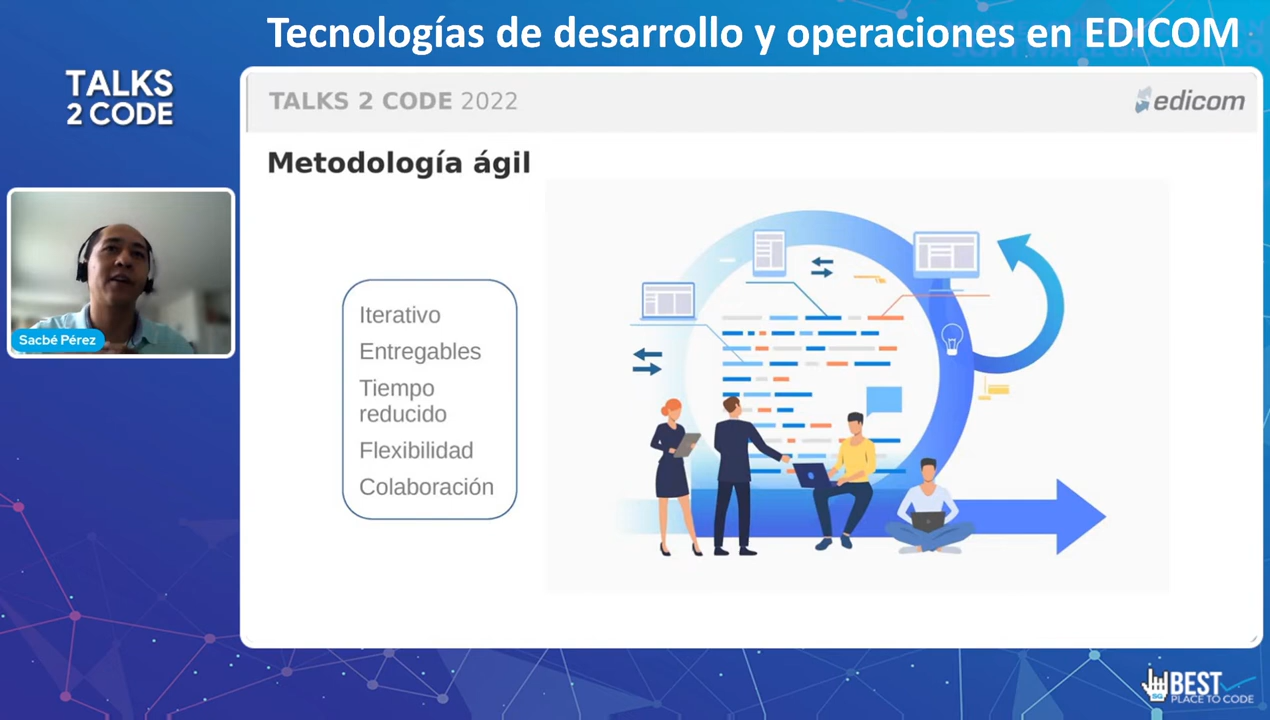 Tecnologías de desarrollo y operaciones en EDICOM
TALKS
2 CODE
TALKS 2 CODE 2022
edicom
Metodología ágil
Sacbé Pérez
Iterativo
Entregables
Tiempo
reducido
Flexibilidad
Colaboración
SG
BEST
PLACE TO CODE